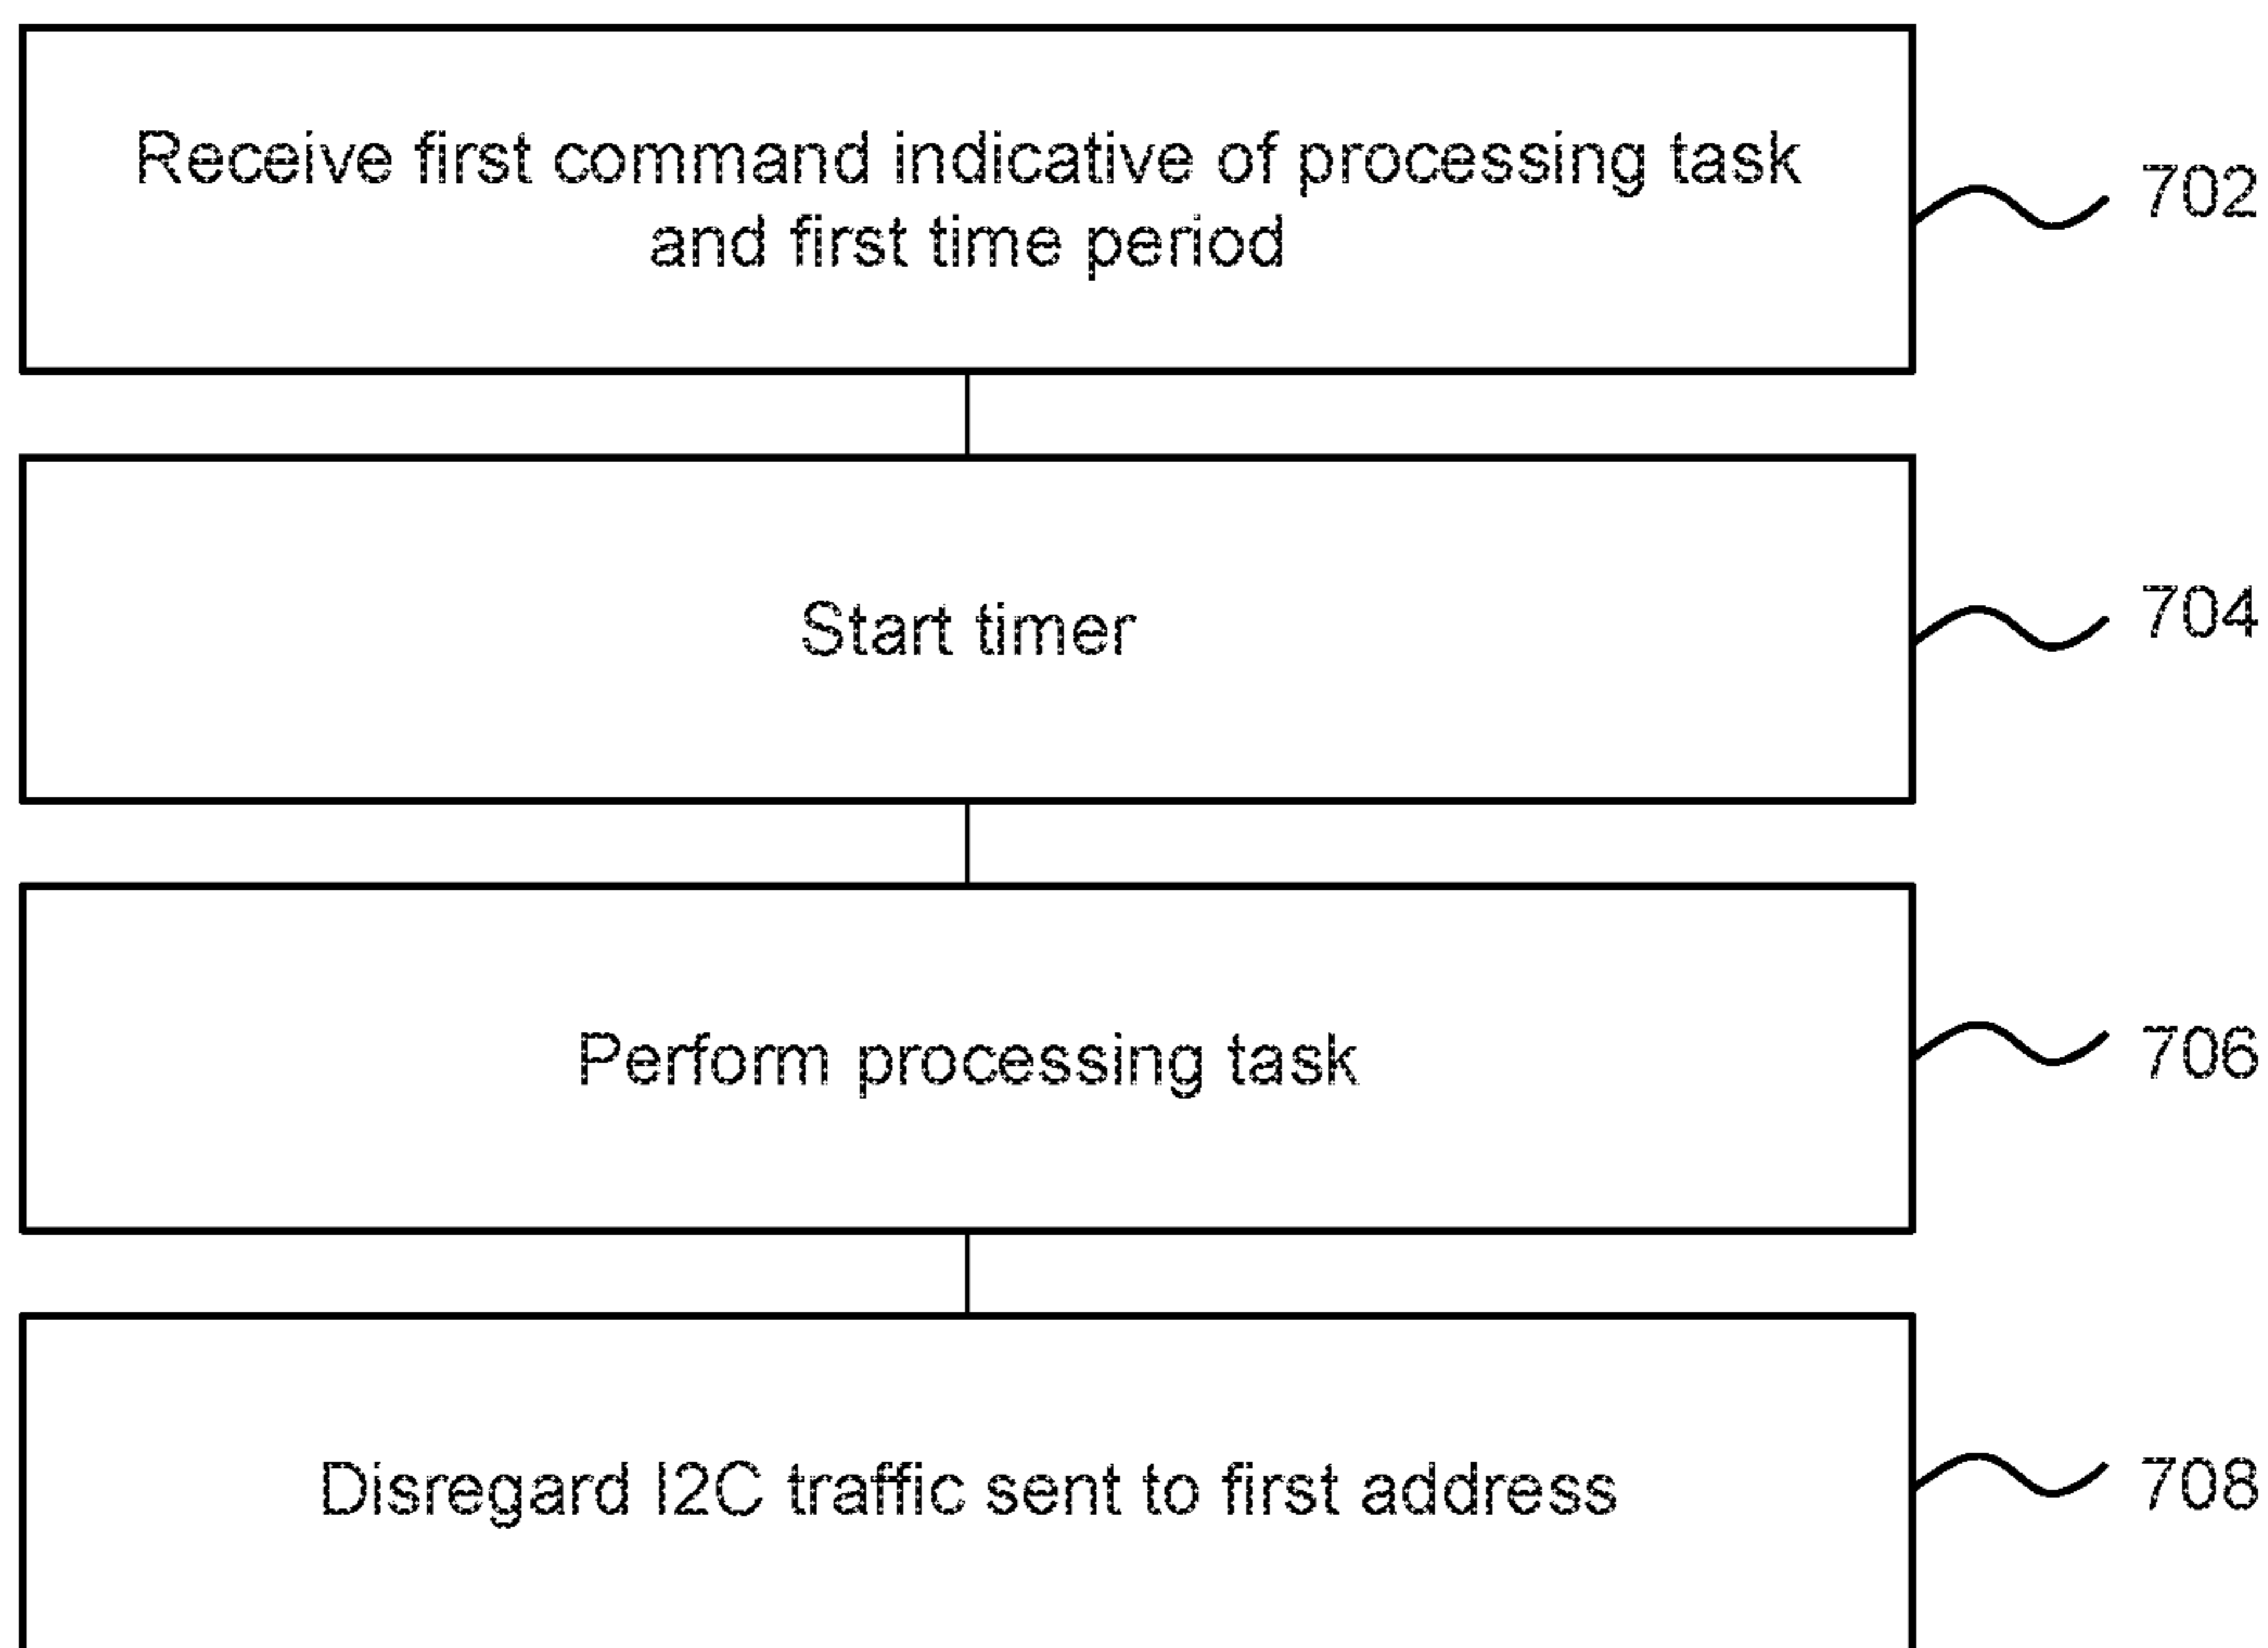 Receive first command indicative of processing task
and first time period
702
Start timer
704
Perform processing task
706
Disregard I2C traffic sent to first address
708